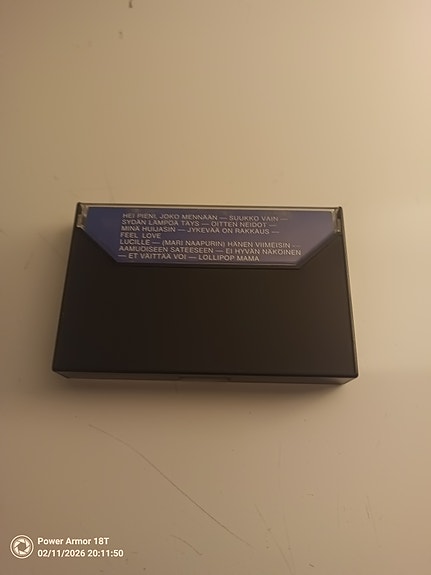 HEI PIENI, JOKO MENNÄÄN — SUUKKO VAIN —
SYDÄN LÄMPÖÄ TÄYS — OITTEN NEIDOT —
MINÄ HUIJASIN — JYKEVÄÄ ON RAKKAUS —
FEEL LOVE
LUCILLE — (MARI NAAPURIN) HÄNEN VIIMEISIN —
AAMUOISEEN SATEESEEN — EI HYVÄN NÄKÖINEN
— ET VÄITTÄÄ VOI — LOLLIPOP MAMA
Power Armor 18T
02/11/2026 20:11:50